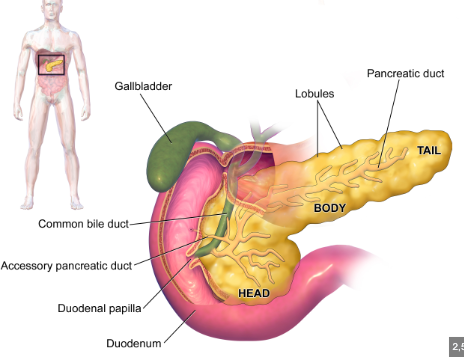 Pancreatic duct
Gallbladder
Lobules
TAIL
BODY
Common bile duct
Accessory pancreatic duct
HEAD
Duodenal papilla
Duodenum